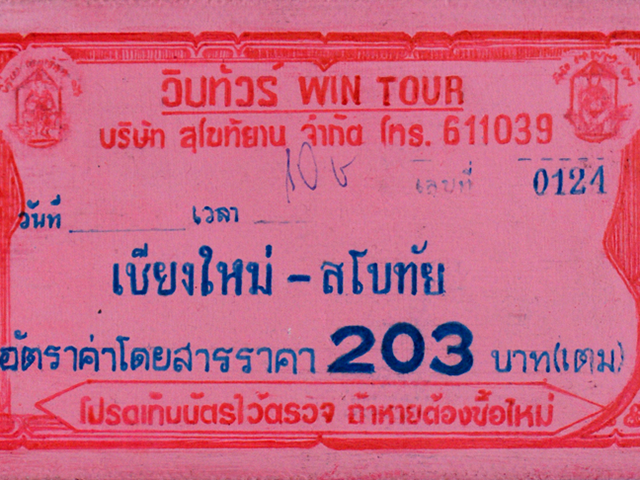 วินทัวร์ WIN TOUR
บริษัท สุโขทัยยาน จำกัด โทร. 611039
เลขที่ 0124
วันที่ เวลา
เชียงใหม่ - สุโขทัย
อัตราค่าโดยสารราคา 203 บาท(เตม)
โปรดเก็บบัตรไว้ตรวจ ถ้าหายต้องซื้อใหม่